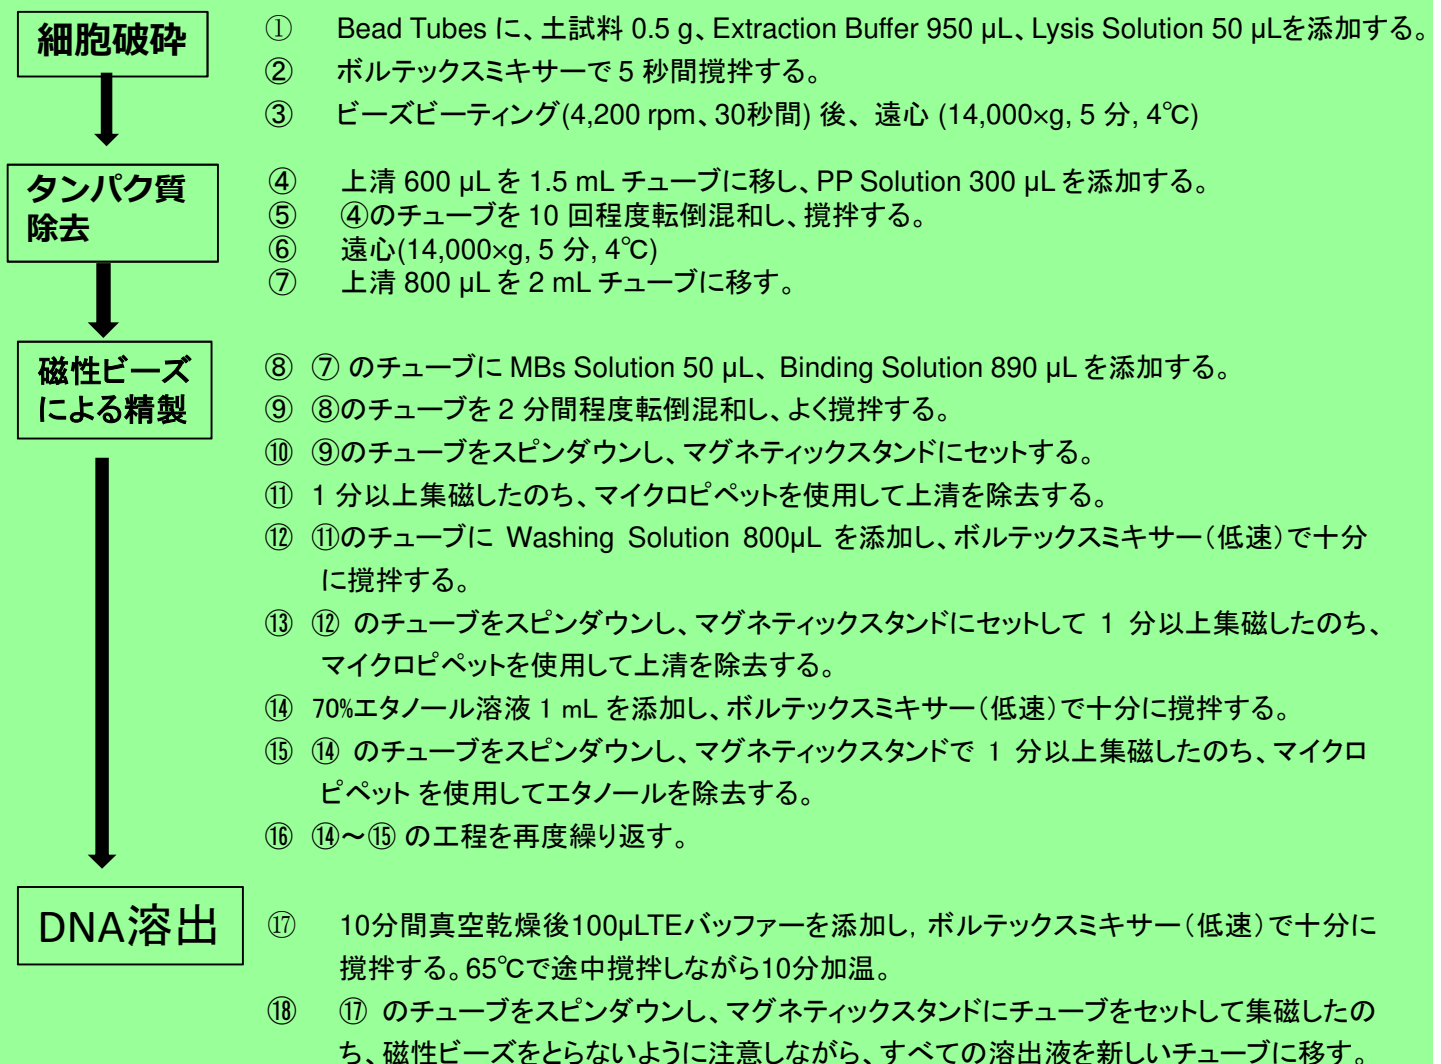 細胞破砕
① Bead Tubes に、土試料 0.5 g、Extraction Buffer 950 µL、Lysis Solution 50 µLを添加する。
② ボルテックスミキサーで 5 秒間撹拌する。
③ ビーズビーティング(4,200 rpm、30秒間) 後、遠心 (14,000×g, 5 分, 4℃)
タンパク質
除去
④ 上清 600 µL を 1.5 mL チューブに移し、PP Solution 300 µL を添加する。
⑤ ④のチューブを 10 回程度転倒混和し、撹拌する。
⑥ 遠心(14,000×g, 5 分, 4℃)
⑦ 上清 800 µL を 2 mL チューブに移す。
磁性ビーズ
による精製
⑧ ⑦ のチューブに MBs Solution 50 µL、Binding Solution 890 µL を添加する。
⑨ ⑧のチューブを 2 分間程度転倒混和し、よく撹拌する。
⑩ ⑨のチューブをスピンダウンし、マグネティックスタンドにセットする。
⑪ 1 分以上集磁したのち、マイクロピペットを使用して上清を除去する。
⑫ ⑪のチューブに Washing Solution 800µL を添加し、ボルテックスミキサー（低速）で十分
に撹拌する。
⑬ ⑫ のチューブをスピンダウンし、マグネティックスタンドにセットして 1 分以上集磁したのち、
マイクロピペットを使用して上清を除去する。
⑭ 70%エタノール溶液 1 mL を添加し、ボルテックスミキサー（低速）で十分に撹拌する。
⑮ ⑭ のチューブをスピンダウンし、マグネティックスタンドで 1 分以上集磁したのち、マイクロ
ピペット を使用してエタノールを除去する。
⑯ ⑭～⑮ の工程を再度繰り返す。
DNA溶出
⑰ 10分間真空乾燥後100µLTEバッファーを添加し，ボルテックスミキサー（低速）で十分に
撹拌する。65℃で途中撹拌しながら10分加温。
⑱ ⑰ のチューブをスピンダウンし、マグネティックスタンドにチューブをセットして集磁したの
ち、磁性ビーズをとらないように注意しながら、すべての溶出液を新しいチューブに移す。